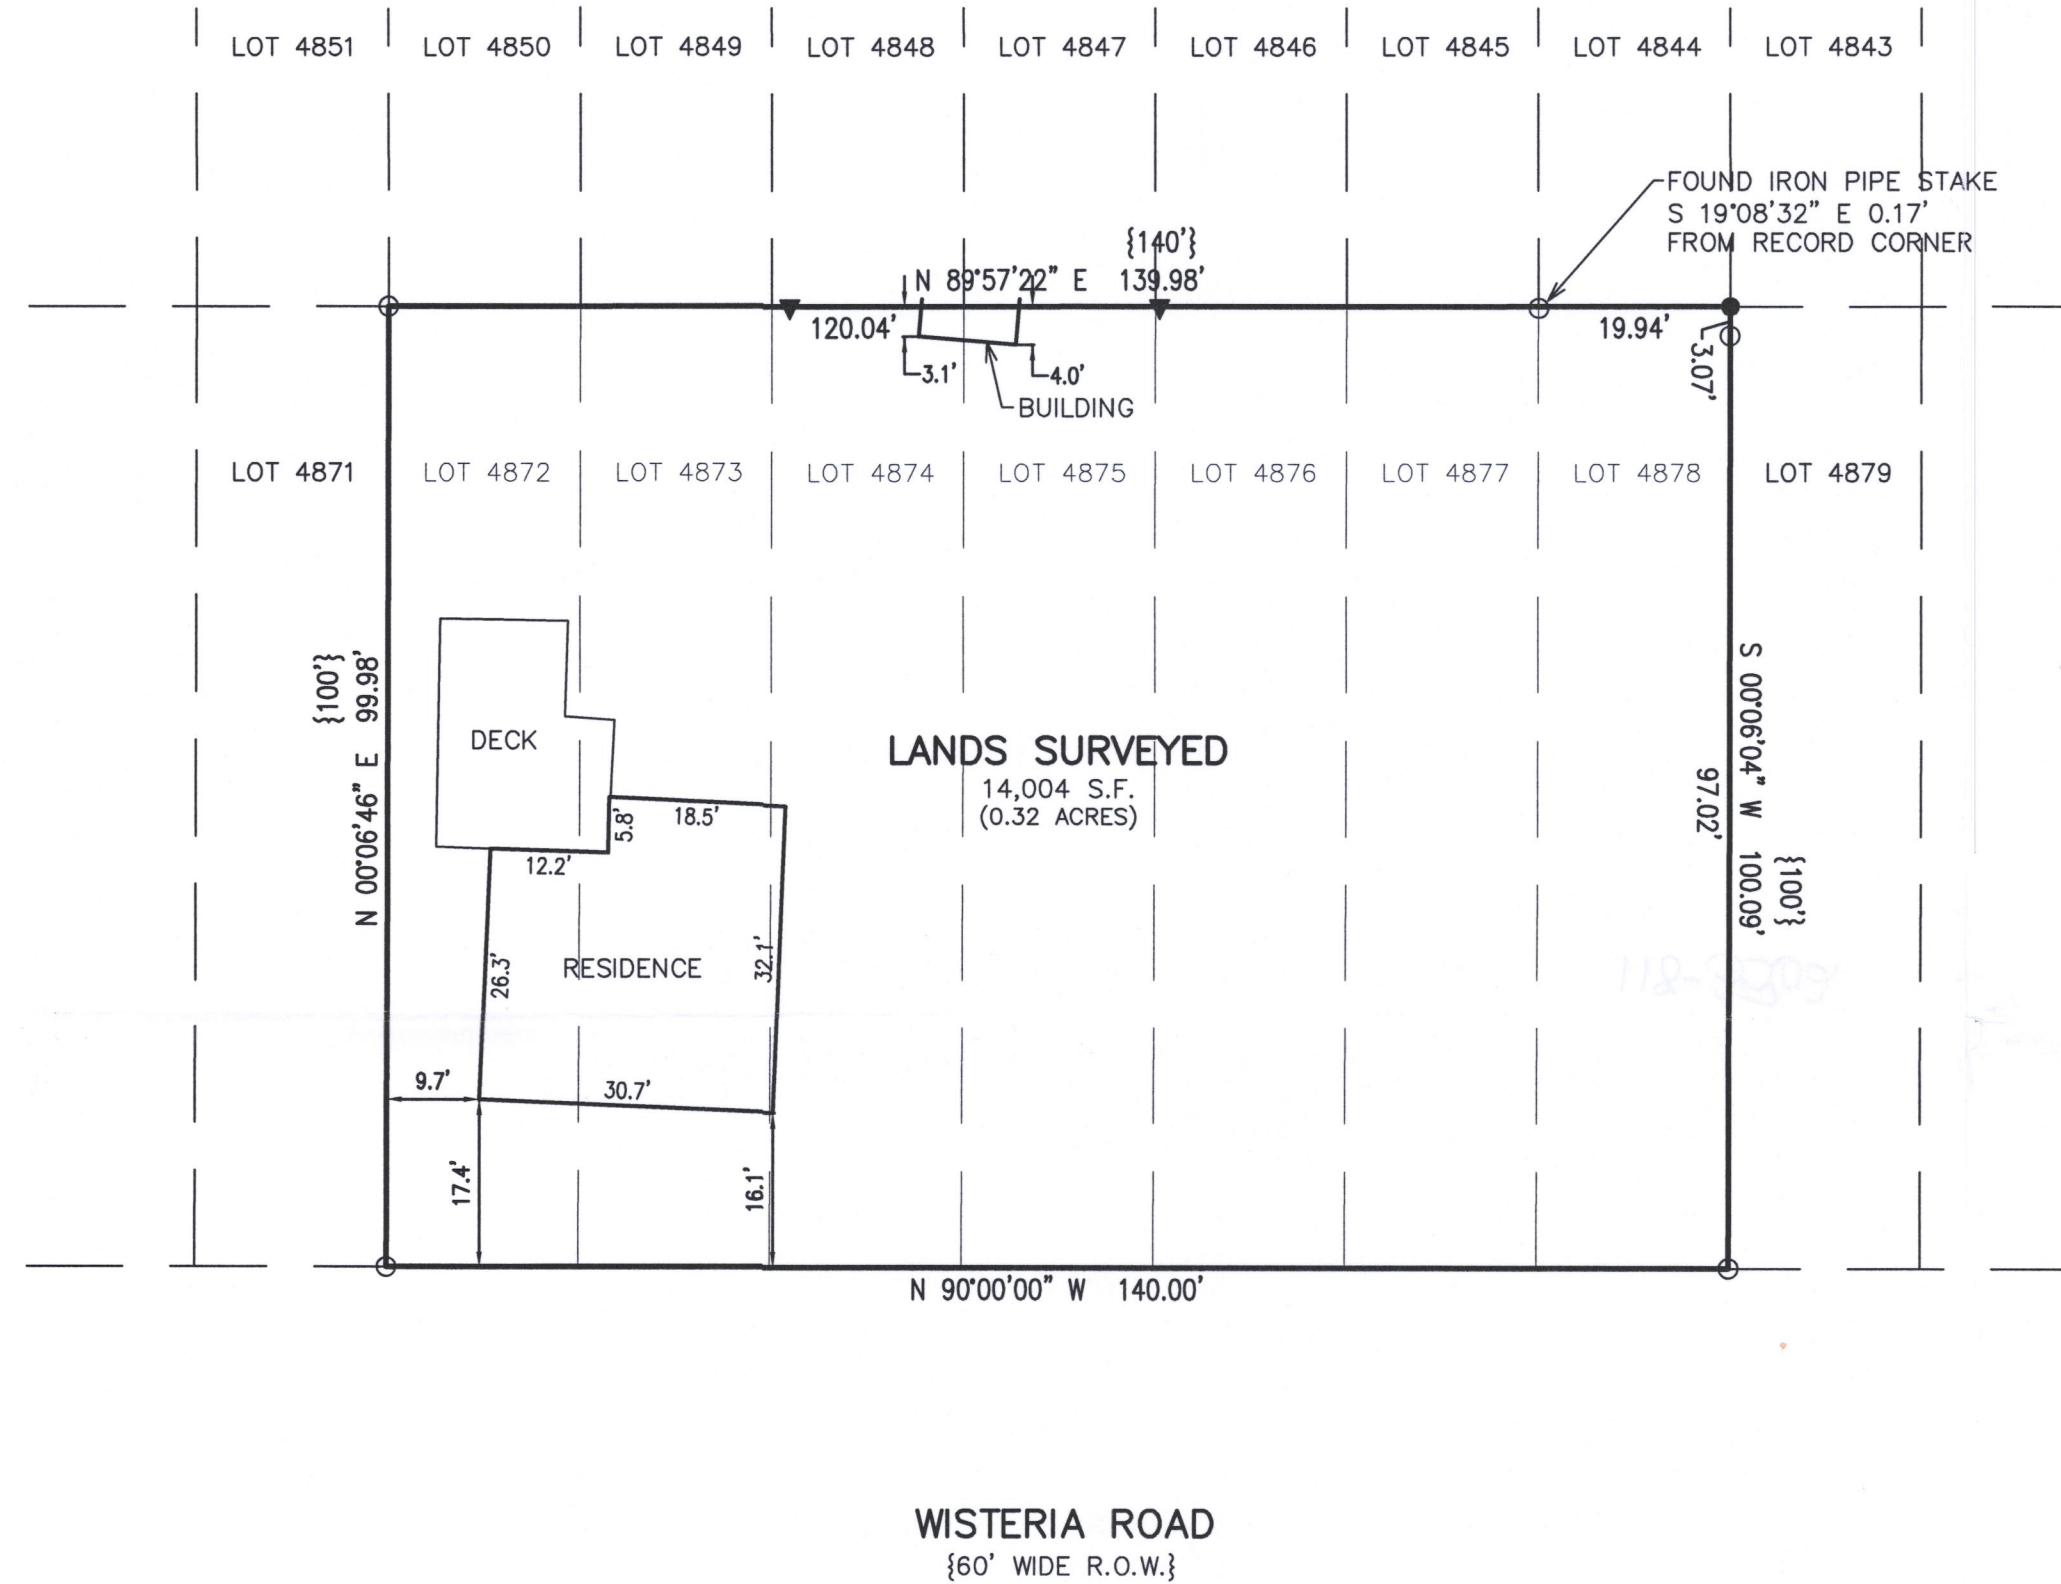 LOT 4851 LOT 4850 LOT 4849 LOT 4848 LOT 4847 LOT 4846 LOT 4845 LOT 4844 LOT 4843
FOUND IRON PIPE STAKE
S 19°08'32" E 0.17'
FROM RECORD CORNER
{140'}
N 89°57'22" E 139.98'
120.04'
19.94'
3.07'
3.1'
4.0'
BUILDING
LOT 4871 LOT 4872 LOT 4873 LOT 4874 LOT 4875 LOT 4876 LOT 4877 LOT 4878 LOT 4879
{100'}
N 00°06'46" E 99.98'
DECK
LANDS SURVEYED
14,004 S.F.
(0.32 ACRES)
S 00°06'04" W 100.09'
{100'}
97.02'
18.5'
5.8'
12.2'
RESIDENCE
26.3'
32.1'
9.7'
30.7'
17.4'
16.1'
N 90°00'00" W 140.00'
WISTERIA ROAD
{60' WIDE R.O.W.}